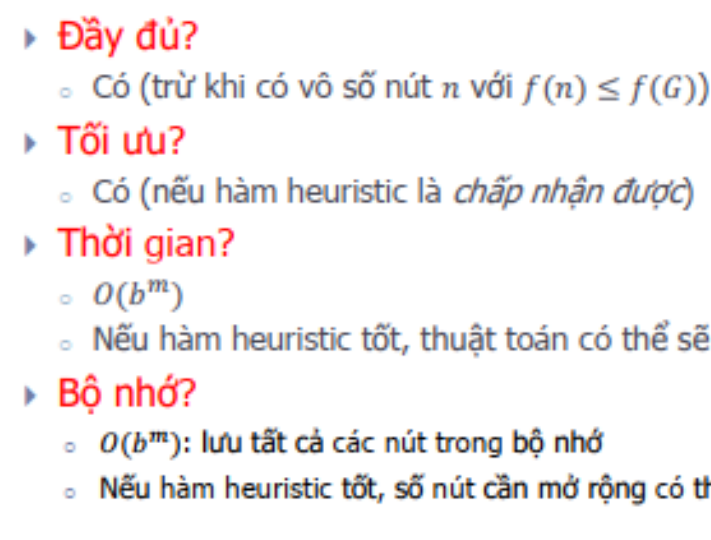 Đầy đủ?
Có (trừ khi có vô số nút n với f(n) ≤ f(G))
Tối ưu?
Có (nếu hàm heuristic là chấp nhận được)
Thời gian?
O(bᵐ)
Nếu hàm heuristic tốt, thuật toán có thể sẽ
Bộ nhớ?
O(bᵐ): lưu tất cả các nút trong bộ nhớ
Nếu hàm heuristic tốt, số nút cần mở rộng có